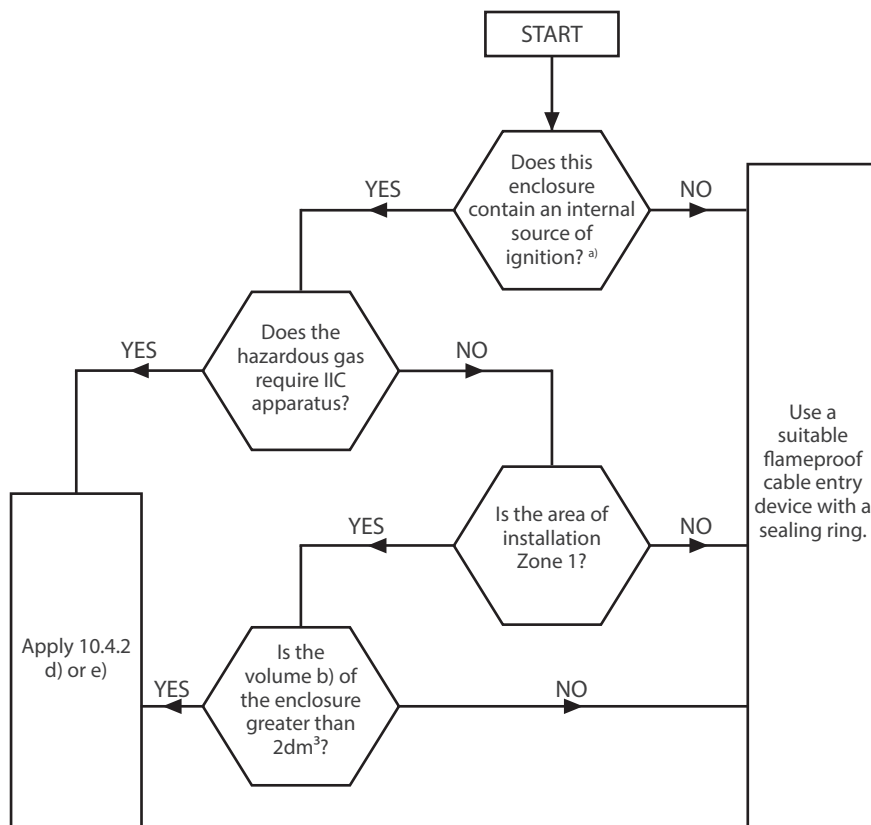 START
Does this
enclosure
contain an internal
source of
ignition? a)
YES
NO
Does the
hazardous gas
require IIC
apparatus?
YES
NO
Use a
suitable
flameproof
cable entry
device with a
sealing ring.
Is the area of
installation
Zone 1?
YES
NO
Apply 10.4.2
d) or e)
Is the
volume b) of
the enclosure
greater than
2dm³?
YES
NO